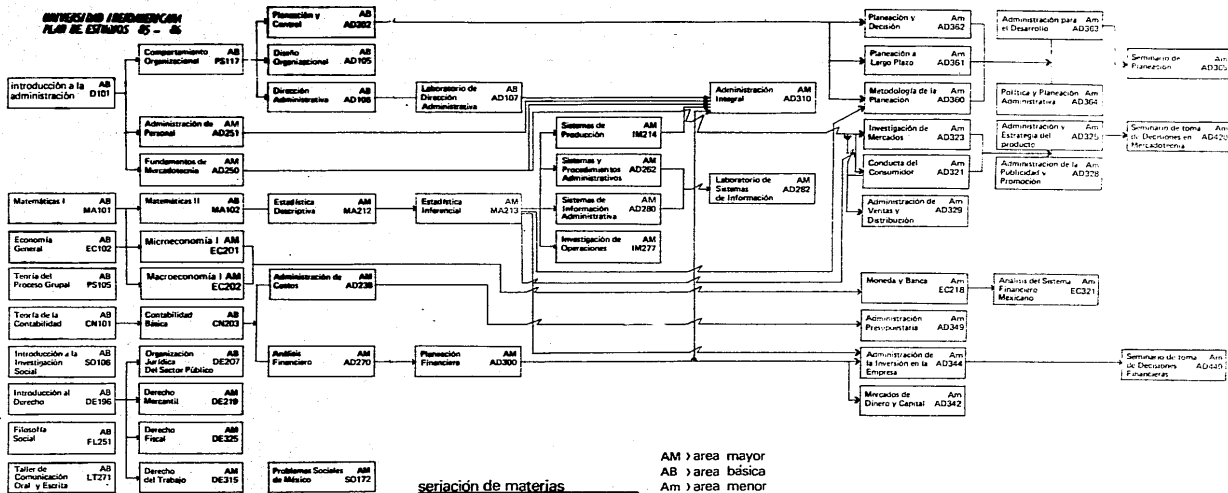 UNIVERSIDAD IBEROAMERICANA
PLAN DE ESTUDIOS 85 - 86
introducción a la AB
administración D101
Matemáticas I AB
MA101
Economía AB
General EC102
Teoría del AB
Proceso Grupal PS105
Teoría de la AB
Contabilidad CN101
Introducción a la AB
Investigación SO106
Social
Introducción al AB
Derecho DE196
Filosofía AB
Social FL251
Taller de AB
Comunicación LT271
Oral y Escrita
Comportamiento AB
Organizacional PS117
Administración de AM
Personal AD251
Fundamentos de AM
Mercadotecnia AD250
Matemáticas II AB
MA102
Microeconomía I AM
EC201
Macroeconomía I AM
EC202
Contabilidad AB
Básica CN203
Organización AB
Jurídica DE207
Del Sector Público
Derecho AM
Mercantil DE219
Derecho AM
Fiscal DE325
Derecho AM
del Trabajo DE315
Planeación y AB
Control AD302
Diseño AB
Organizacional AD105
Dirección AB
Administrativa AD106
Estadística AM
Descriptiva MA212
Administración de AM
Costos AD238
Análisis AM
Financiero AD270
Problemas Sociales AM
de México SO172
Laboratorio de AB
Dirección AD107
Administrativa
Estadística AM
Inferencial MA213
Planeación AM
Financiera AD300
Sistemas de AM
Producción IM214
Sistemas y AM
Procedimientos AD262
Administrativos
Sistemas de AM
Información AD280
Administrativa
Investigación de AM
Operaciones IM277
Administración AM
Integral AD310
Laboratorio de AM
Sistemas AD282
de Información
Planeación y Am
Decisión AD362
Planeación a Am
Largo Plazo AD361
Metodología de la Am
Planeación AD360
Investigación de Am
Mercados AD323
Conducta del Am
Consumidor AD321
Administración de Am
Ventas y AD329
Distribución
Moneda y Banca Am
EC218
Administración Am
Presupuestaria AD349
Administración de Am
la Inversión en la AD344
Empresa
Mercados de Am
Dinero y Capital AD342
Administración para Am
el Desarrollo AD363
Política y Planeación Am
Administrativa AD364
Administración y Am
Estrategia del AD325
producto
Administracion de la Am
Publicidad y AD328
Promoción
Análisis del Sistema Am
Financiero EC321
Mexicano
Seminario de Am
Planeación AD365
Seminario de toma Am
de Decisiones en AD420
Mercadotecnia
Seminario de toma Am
de Decisiones AD440
Financieras
seriación de materias
AM ) area mayor
AB ) area básica
Am ) area menor